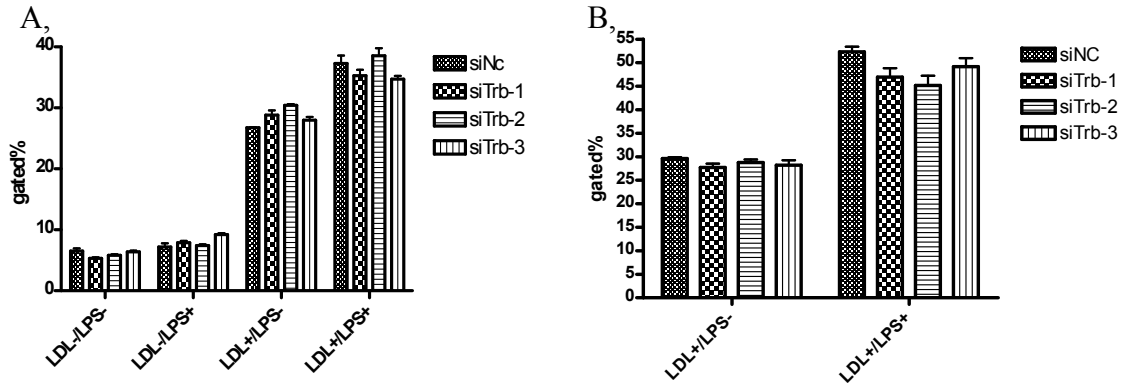 A,
gated%
40
30
20
10
0
LDL-/LPS-
LDL-/LPS+
LDL+/LPS-
LDL+/LPS+
siNc
siTrb-1
siTrb-2
siTrb-3
B,
gated%
55
50
45
40
35
30
25
20
15
10
5
0
LDL+/LPS-
LDL+/LPS+
siNC
siTrb-1
siTrb-2
siTrb-3